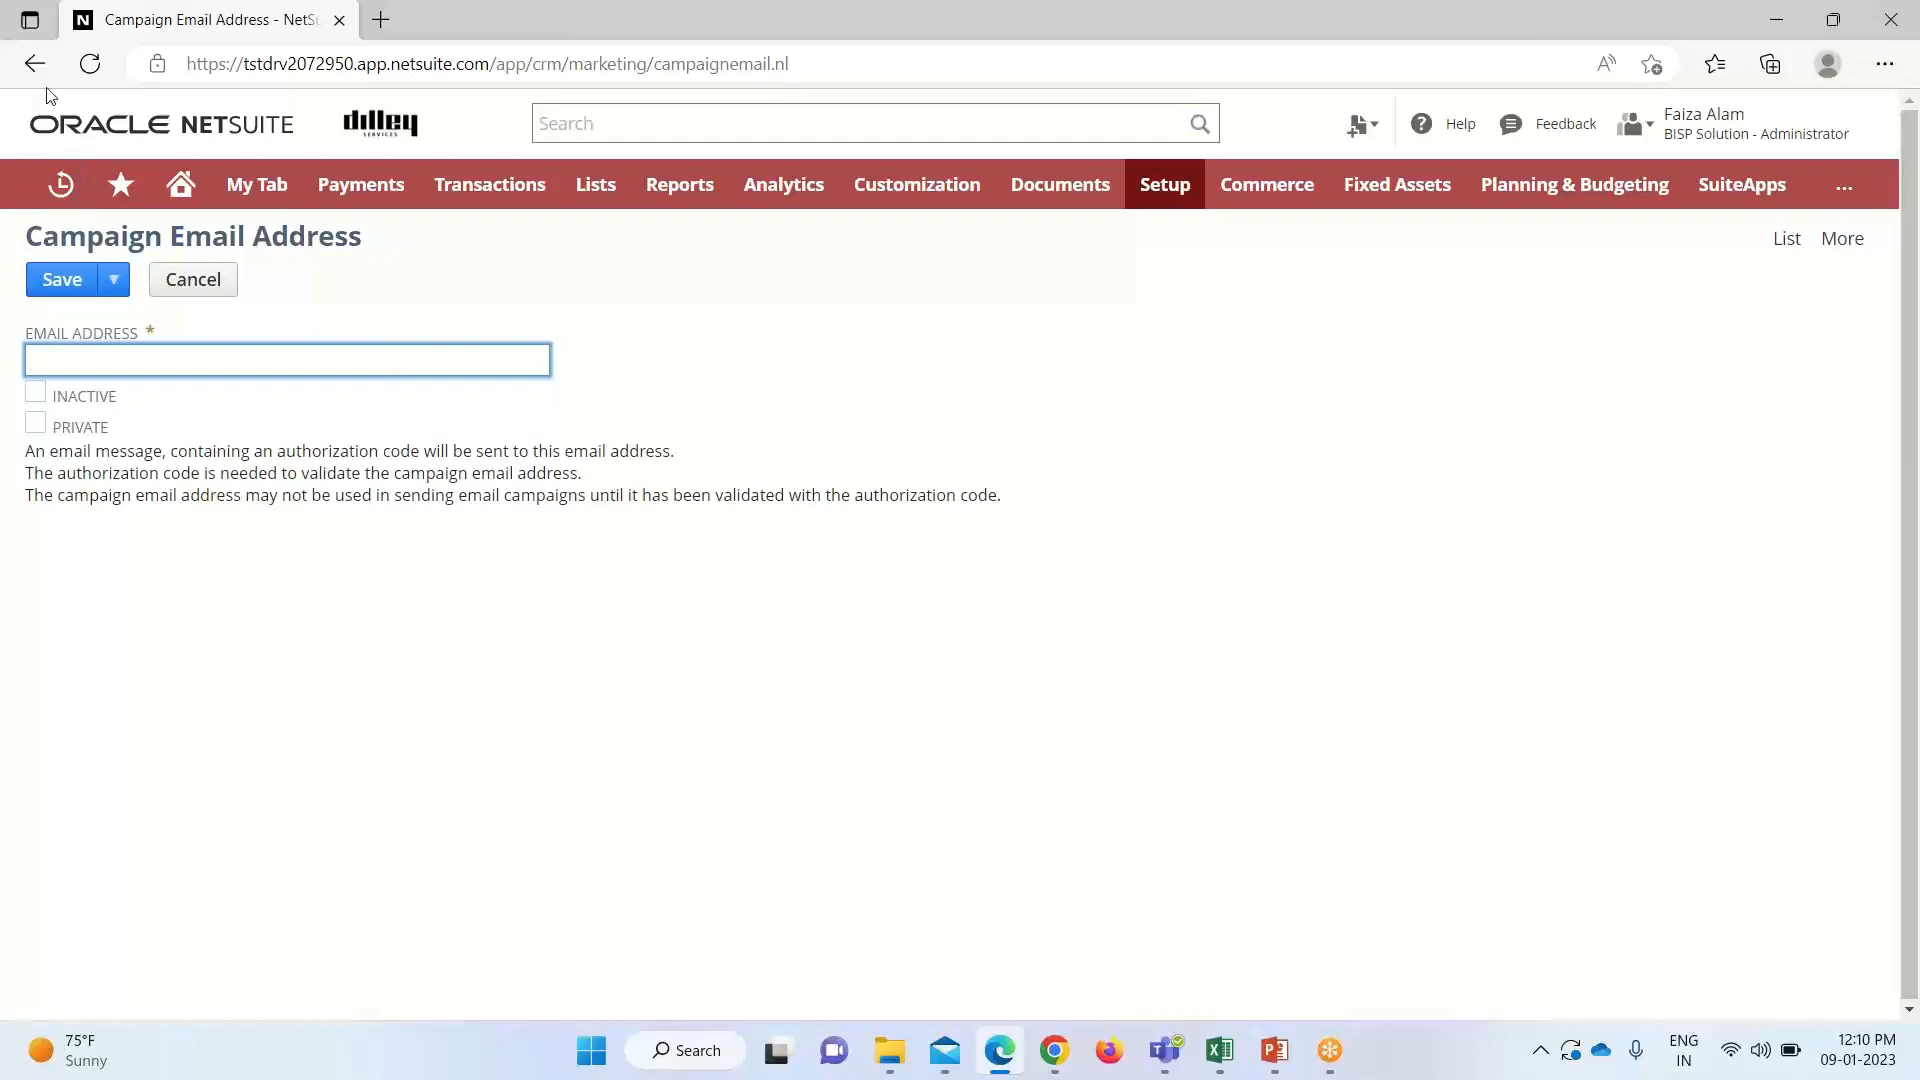 Campaign Email Address - NetS
https://tstdrv2072950.app.netsuite.com/app/crm/marketing/campaignemail.nl
ORACLE NETSUITE
dilley
SERVICES
Search
Help
Feedback
Faiza Alam
BISP Solution - Administrator
My Tab
Payments
Transactions
Lists
Reports
Analytics
Customization
Documents
Setup
Commerce
Fixed Assets
Planning & Budgeting
SuiteApps
...
Campaign Email Address
List
More
Save
Cancel
EMAIL ADDRESS *
INACTIVE
PRIVATE
An email message, containing an authorization code will be sent to this email address.
The authorization code is needed to validate the campaign email address.
The campaign email address may not be used in sending email campaigns until it has been validated with the authorization code.
75°F
Sunny
Search
ENG
IN
12:10 PM
09-01-2023